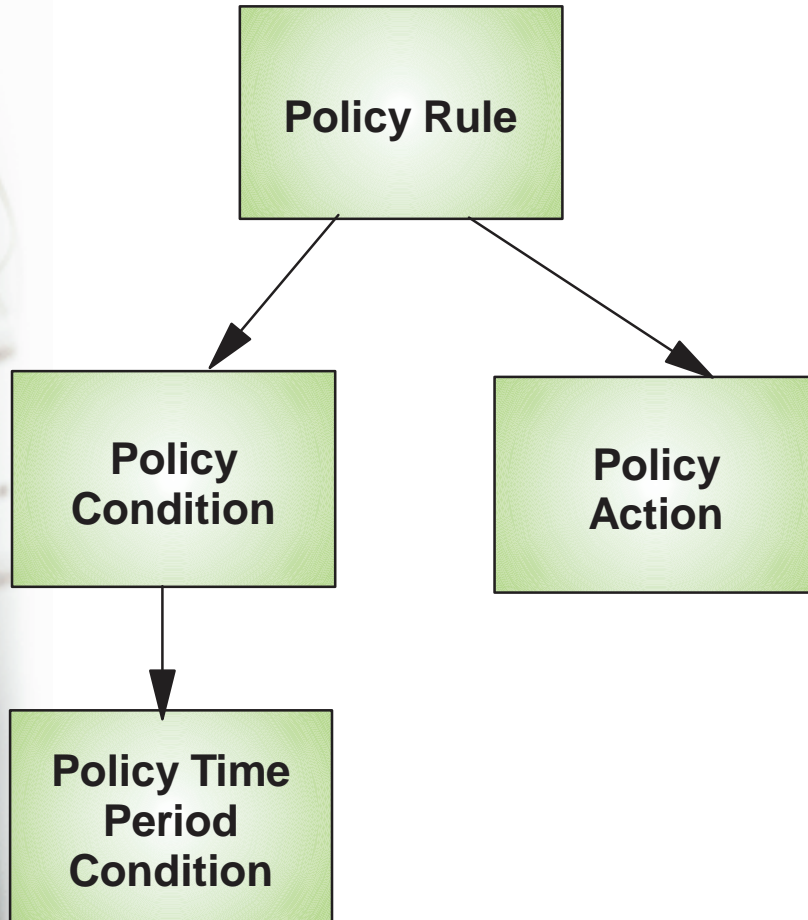 Policy Rule
Policy
Condition
Policy
Action
Policy Time
Period
Condition